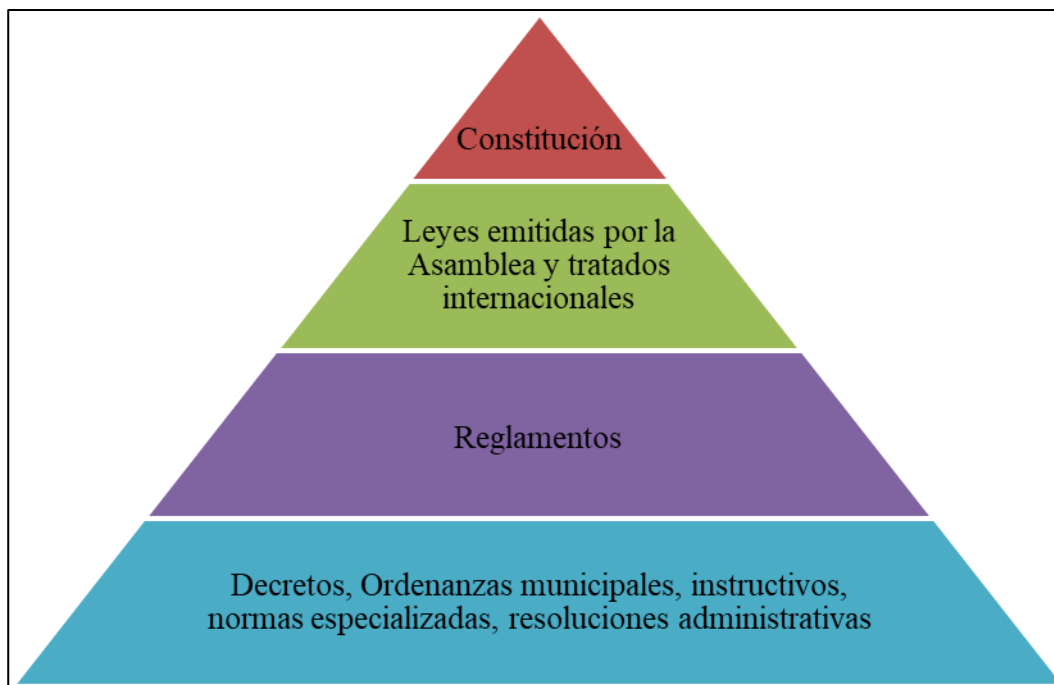 Constitución
Leyes emitidas por la
Asamblea y tratados
internacionales
Reglamentos
Decretos, Ordenanzas municipales, instructivos,
normas especializadas, resoluciones administrativas